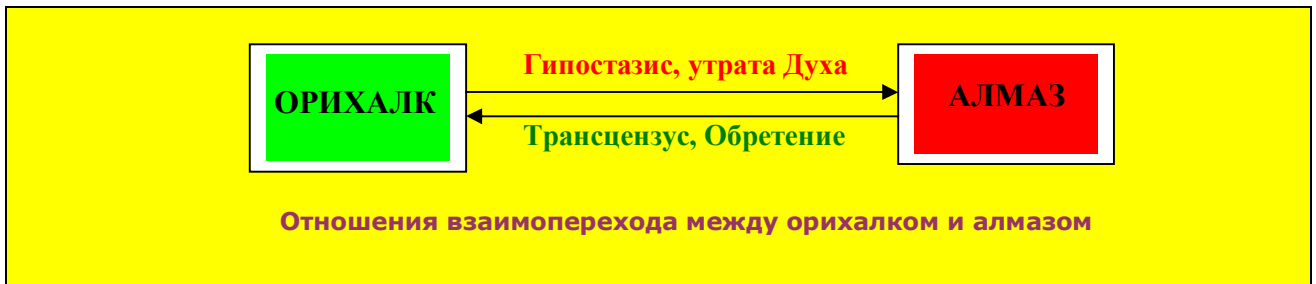 Гипостазис, утрата Духа
ОРИХАЛК
АЛМАЗ
Трансцензус, Обретение
Отношения взаимоперехода между орихалком и алмазом